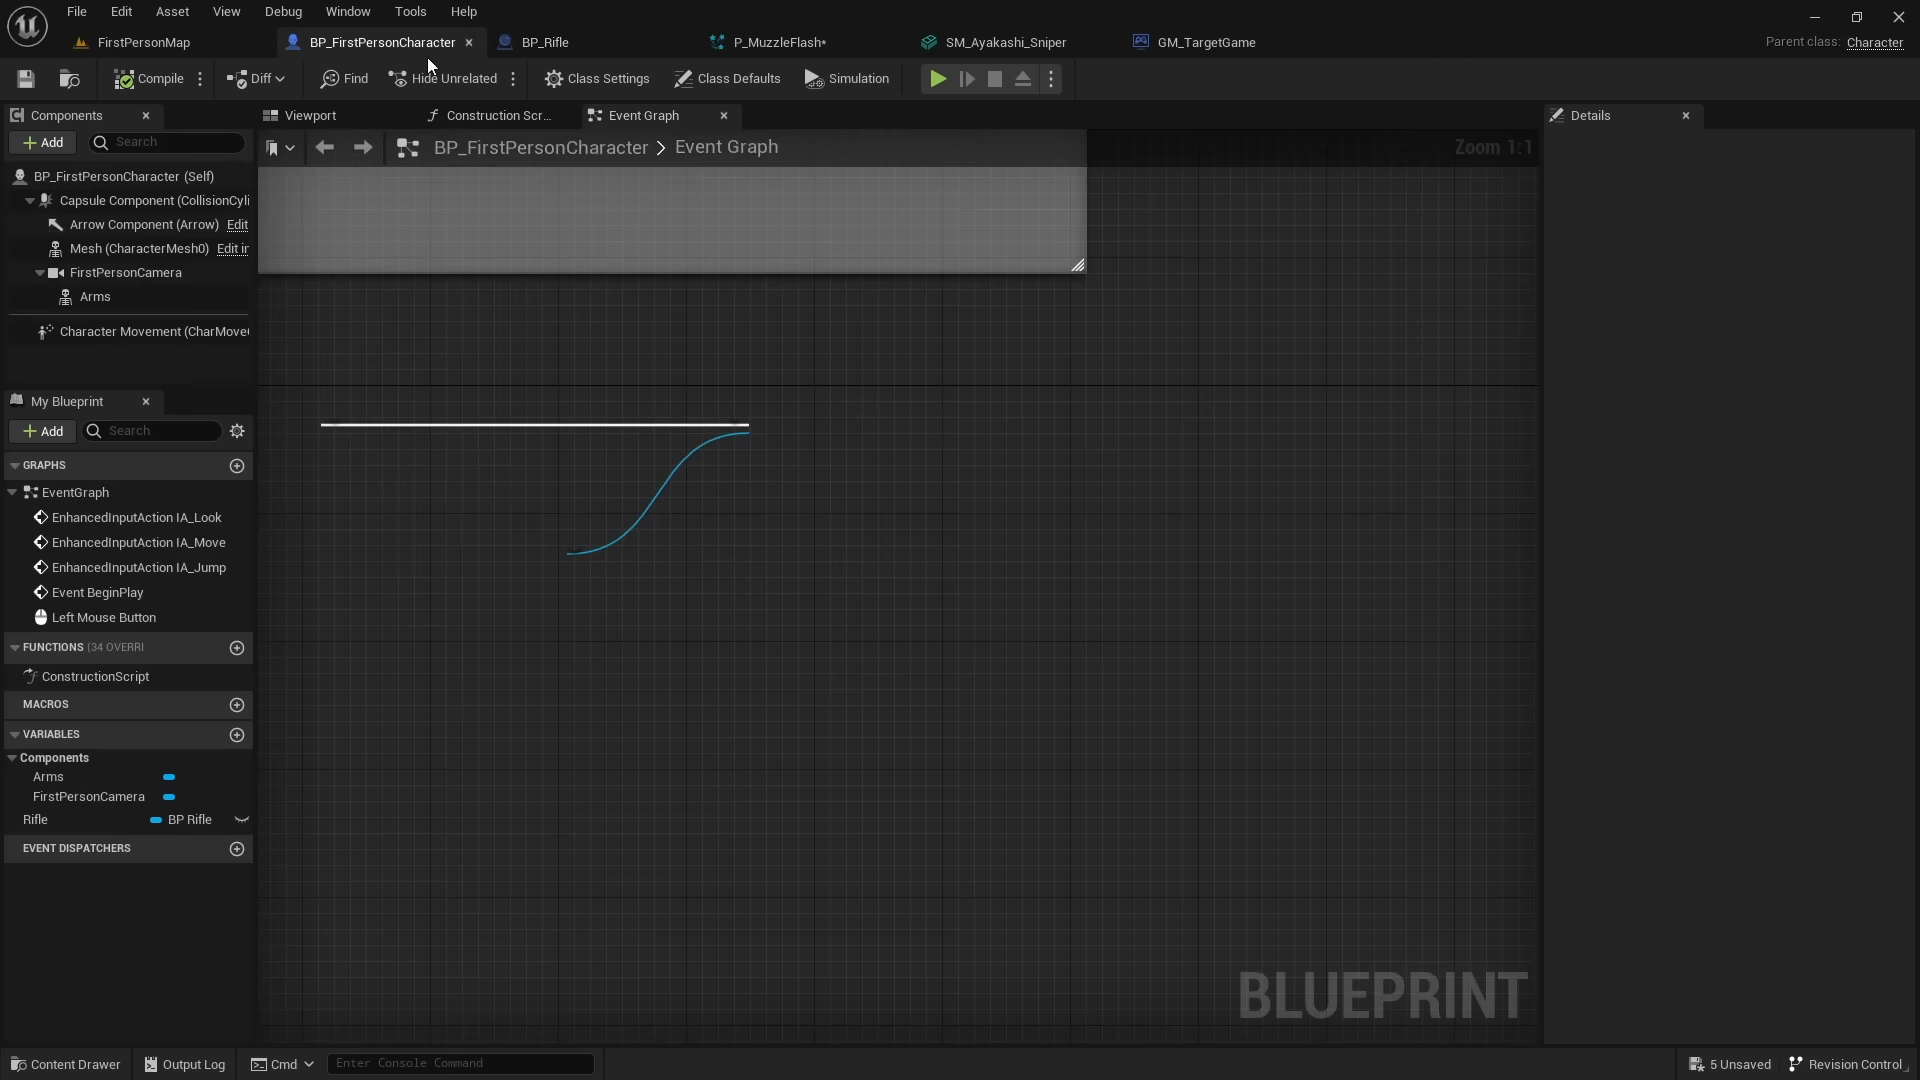 File Edit Asset View Debug Window Tools Help
FirstPersonMap BP_FirstPersonCharacter BP_Rifle P_MuzzleFlash* SM_Ayakashi_Sniper GM_TargetGame Parent class: Character
Compile Diff Find Hide Unrelated Class Settings Class Defaults Simulation
Components Viewport Construction Scr... Event Graph Details
Add Search
BP_FirstPersonCharacter > Event Graph Zoom 1:1
BP_FirstPersonCharacter (Self)
Capsule Component (CollisionCyli
Arrow Component (Arrow) Edit
Mesh (CharacterMesh0) Edit ir
FirstPersonCamera
Arms
Character Movement (CharMove
My Blueprint
Add Search
GRAPHS
EventGraph
EnhancedInputAction IA_Look
EnhancedInputAction IA_Move
EnhancedInputAction IA_Jump
Event BeginPlay
Left Mouse Button
FUNCTIONS (34 OVERRI
ConstructionScript
MACROS
VARIABLES
Components
Arms
FirstPersonCamera
Rifle BP Rifle
EVENT DISPATCHERS
BLUEPRINT
Content Drawer Output Log Cmd Enter Console Command 5 Unsaved Revision Control